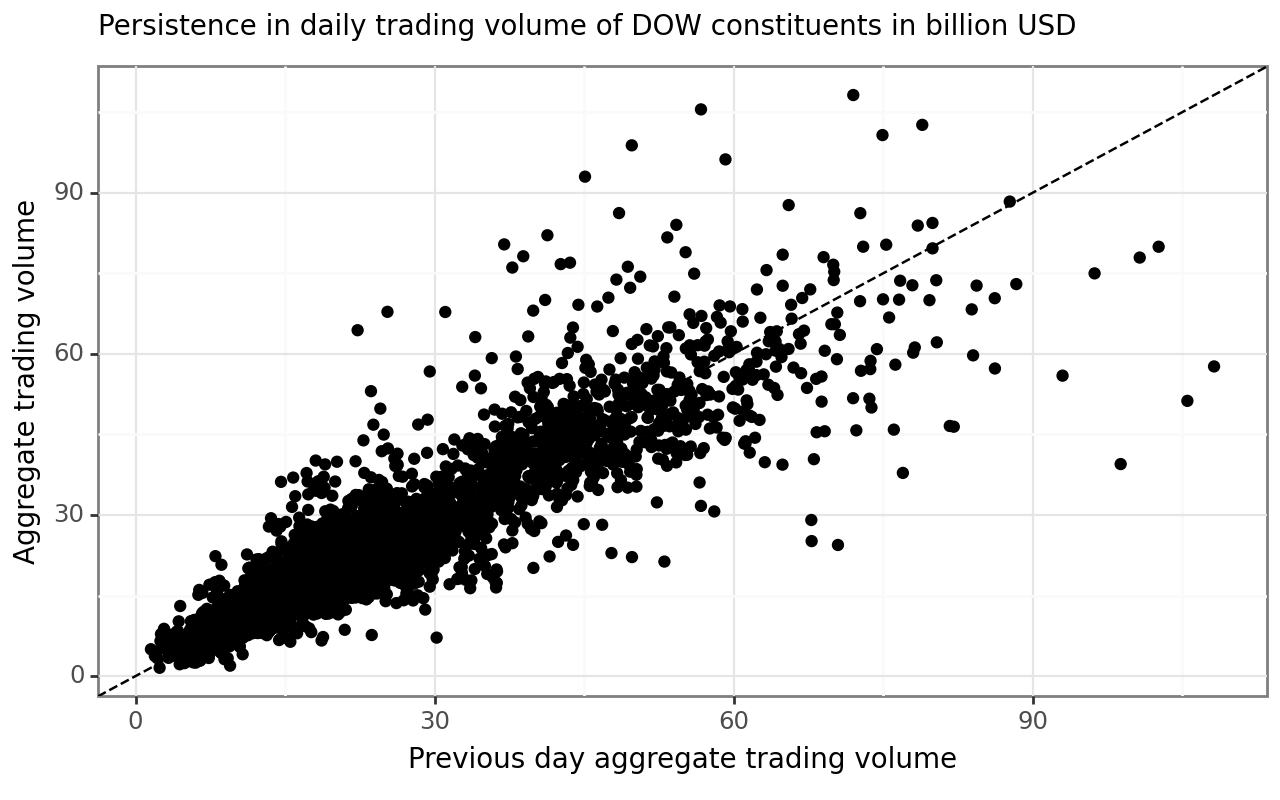 Persistence in daily trading volume of DOW constituents in billion USD
Aggregate trading volume
90
60
30
0
0 30 60 90
Previous day aggregate trading volume